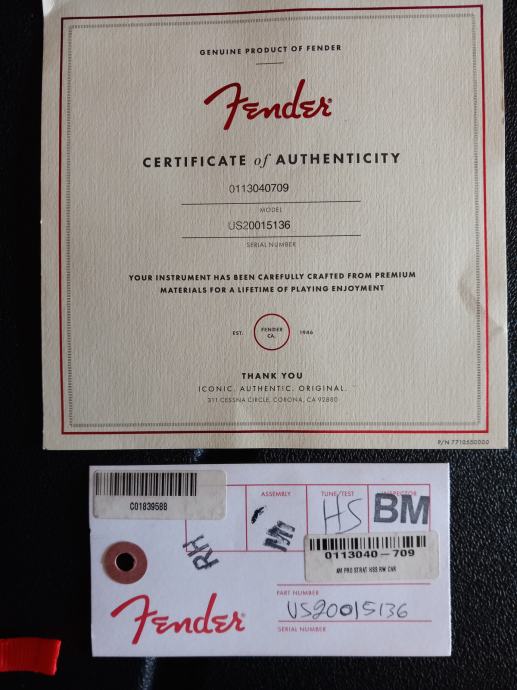 GENUINE PRODUCT OF FENDER
Fender
CERTIFICATE of AUTHENTICITY
0113040709
MODEL
US20015136
SERIAL NUMBER
YOUR INSTRUMENT HAS BEEN CAREFULLY CRAFTED FROM PREMIUM
MATERIALS FOR A LIFETIME OF PLAYING ENJOYMENT
EST. FENDER CA. 1946
THANK YOU
ICONIC. AUTHENTIC. ORIGINAL.
311 CESSNA CIRCLE, CORONA, CA 92880
P/N 7710550000
C01839588
ASSEMBLY
TUNE/TEST
INSPECTOR
RH
HS
BM
0113040-709
AM PRO STRAT HSS RW CNR
PART NUMBER
US20015136
Fender
SERIAL NUMBER